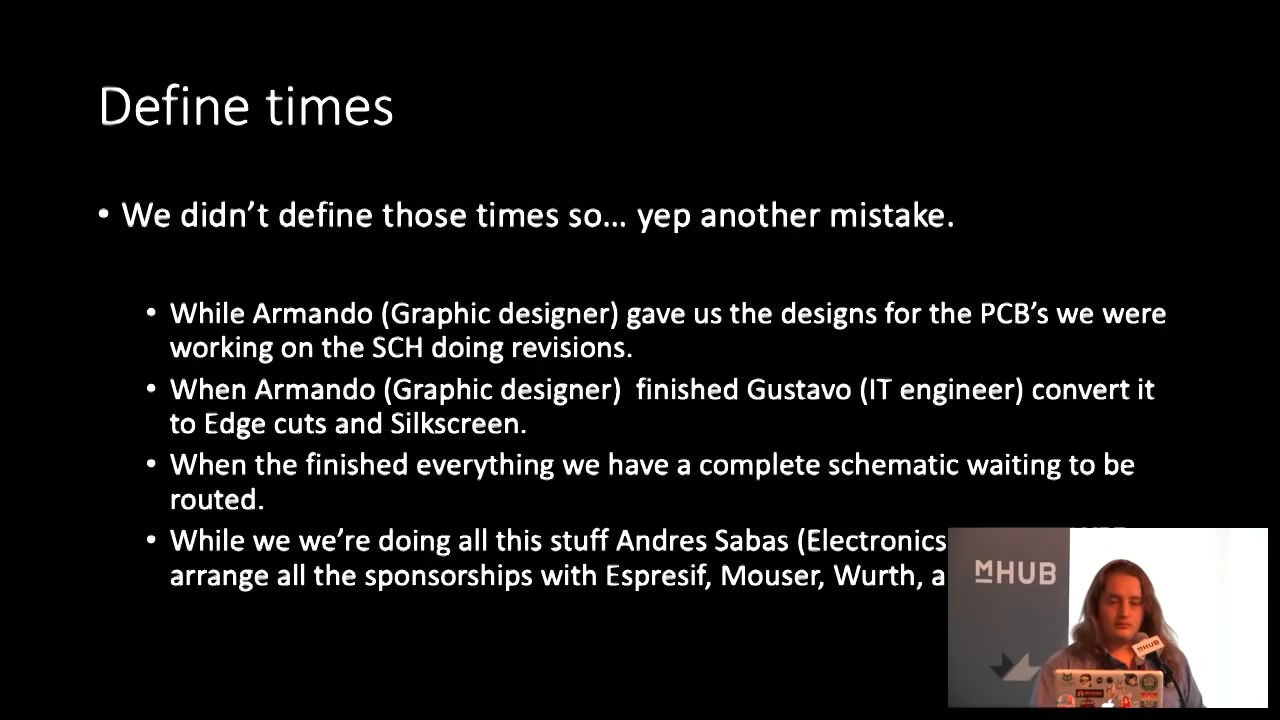 Define times
• We didn’t define those times so… yep another mistake.
• While Armando (Graphic designer) gave us the designs for the PCB’s we were
working on the SCH doing revisions.
• When Armando (Graphic designer)  finished Gustavo (IT engineer) convert it
to Edge cuts and Silkscreen.
• When the finished everything we have a complete schematic waiting to be
routed.
• While we we’re doing all this stuff Andres Sabas (Electronics
arrange all the sponsorships with Espresif, Mouser, Wurth, a
MHUB
MHUB